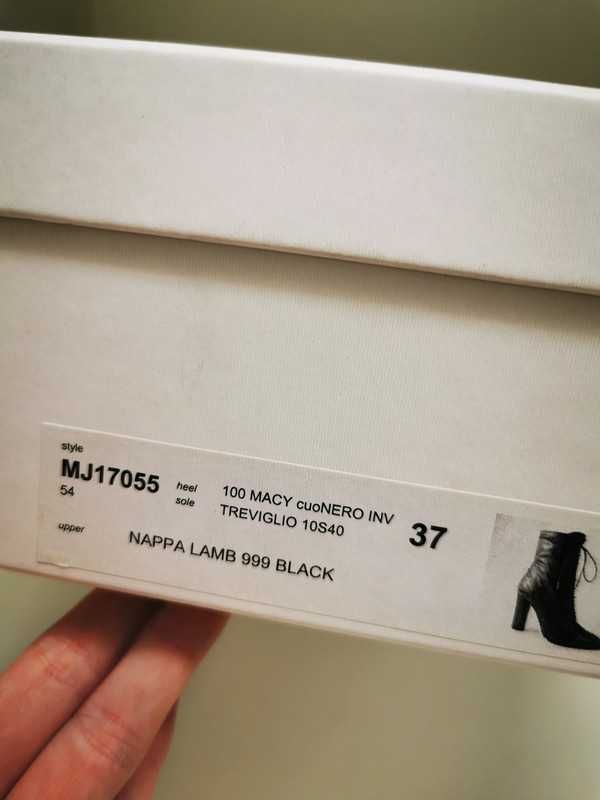 style
MJ17055
54
heel 100 MACY cuoNERO INV
sole TREVIGLIO 10S40
37
upper NAPPA LAMB 999 BLACK